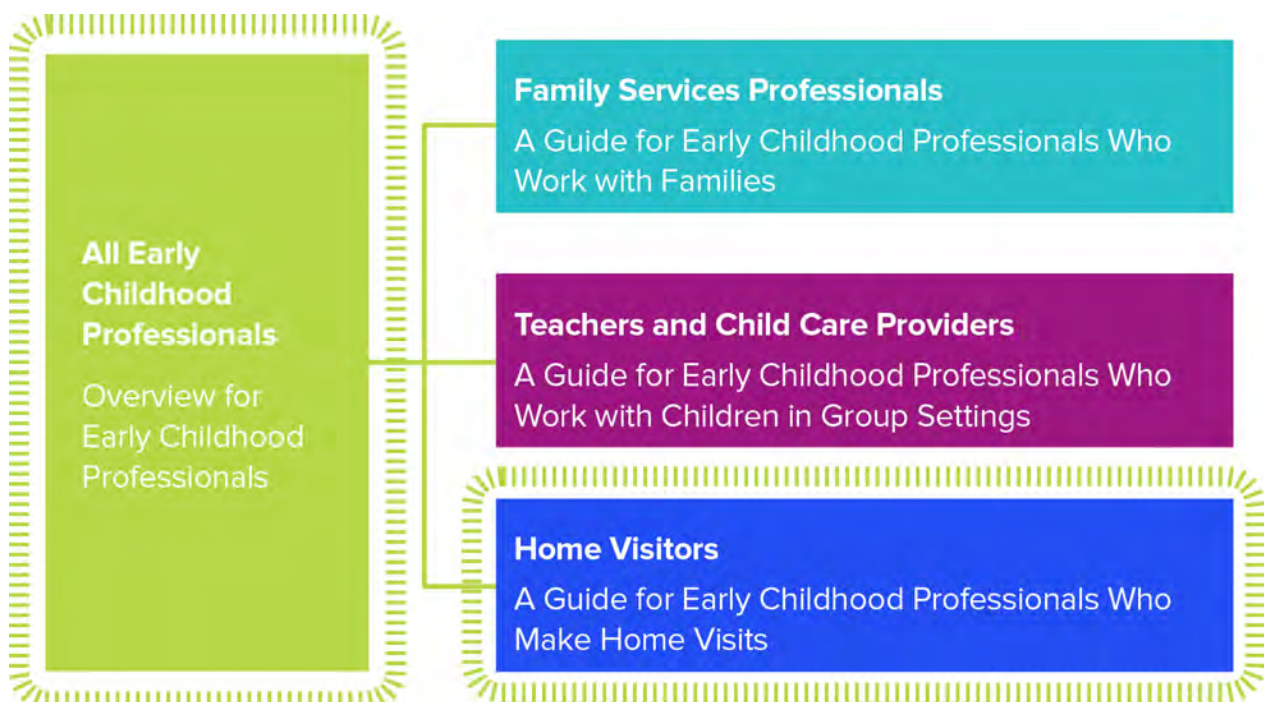 All Early
Childhood
Professionals
Overview for
Early Childhood
Professionals
Family Services Professionals
A Guide for Early Childhood Professionals Who
Work with Families
Teachers and Child Care Providers
A Guide for Early Childhood Professionals Who
Work with Children in Group Settings
Home Visitors
A Guide for Early Childhood Professionals Who
Make Home Visits